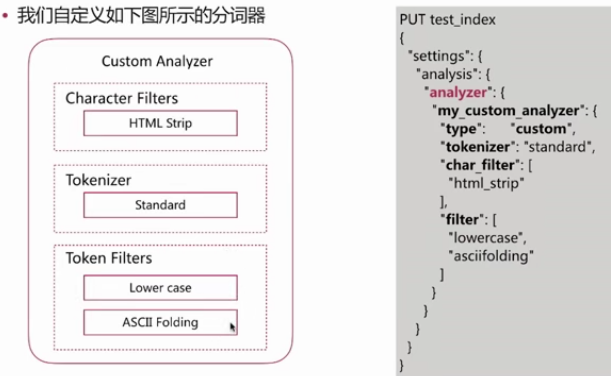 • 我们自定义如下图所示的分词器
Custom Analyzer
Character Filters
HTML Strip
Tokenizer
Standard
Token Filters
Lower case
ASCII Folding
PUT test_index
{
"settings": {
"analysis": {
"analyzer": {
"my_custom_analyzer": {
"type": "custom",
"tokenizer": "standard",
"char_filter": [
"html_strip"
],
"filter": [
"lowercase",
"asciifolding"
]
}
}
}
}
}